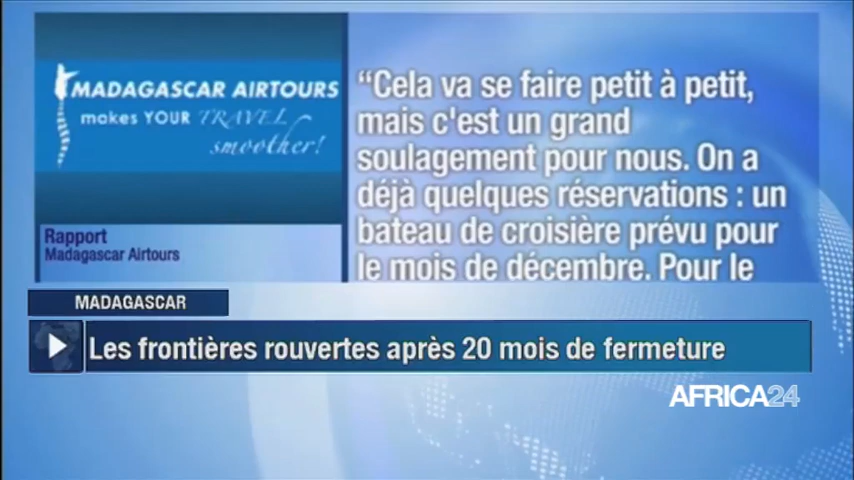 MADAGASCAR AIRTOURS
makes YOUR TRAVEL
smoother!
Rapport
Madagascar Airtours
“Cela va se faire petit à petit,
mais c'est un grand
soulagement pour nous. On a
déjà quelques réservations : un
bateau de croisière prévu pour
le mois de décembre. Pour le
MADAGASCAR
Les frontières rouvertes après 20 mois de fermeture
AFRICA24